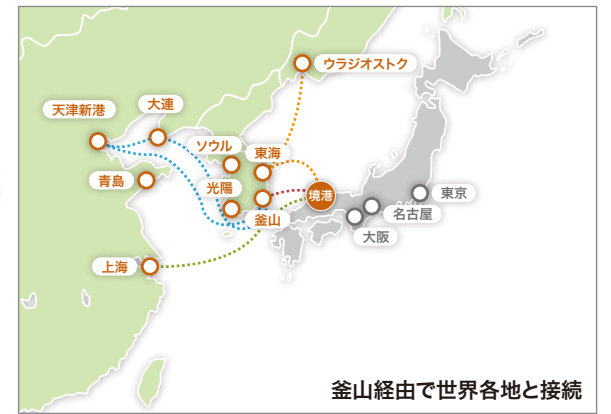 ウラジオストク
大連
天津新港
ソウル
東海
青島
光陽
境港
東京
釜山
名古屋
大阪
上海
釜山経由で世界各地と接続